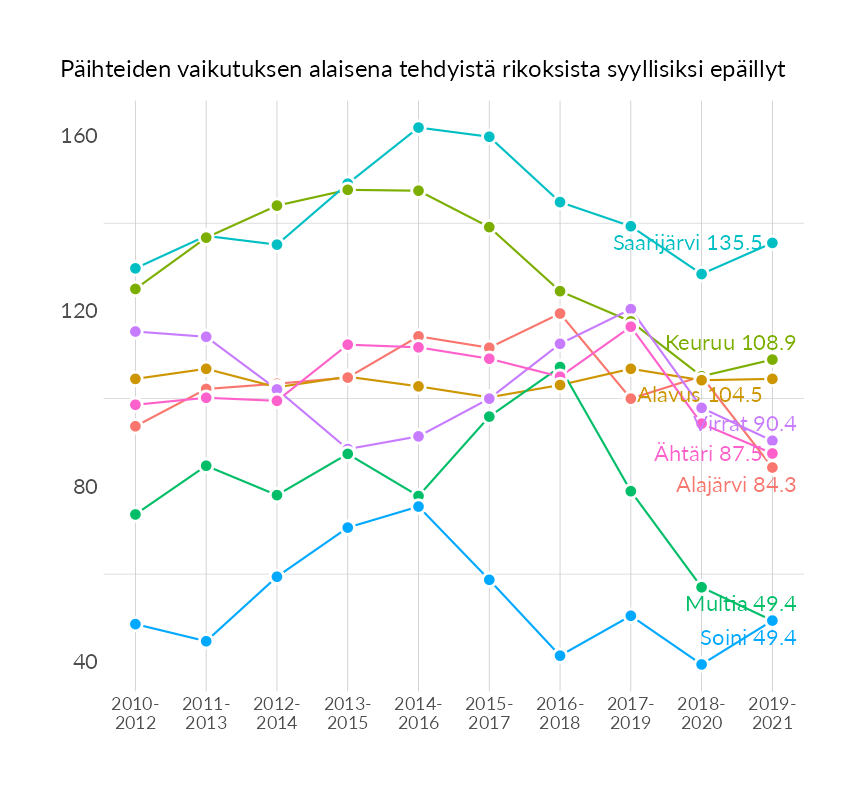 Päihteiden vaikutuksen alaisena tehdyistä rikoksista syyllisiksi epäillyt
160
120
80
40
Saarijärvi 135.5
Keuruu 108.9
Alavus 104.5
Virrat 90.4
Ähtäri 87.5
Alajärvi 84.3
Multia 49.4
Soini 49.4
2010-
2012
2011-
2013
2012-
2014
2013-
2015
2014-
2016
2015-
2017
2016-
2018
2017-
2019
2018-
2020
2019-
2021